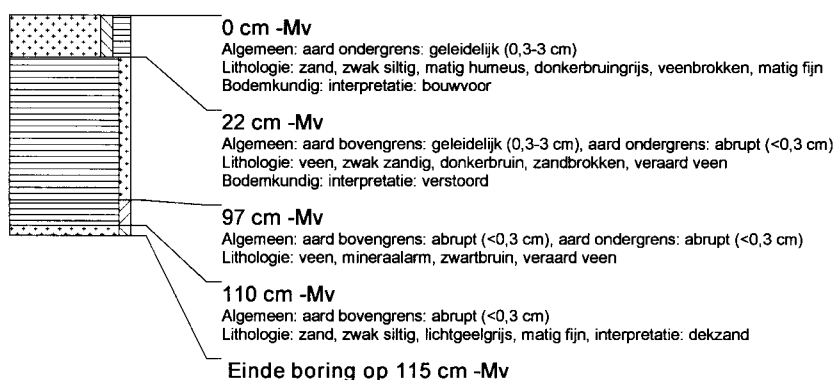 0 cm -Mv
Algemeen: aard ondergrens: geleidelijk (0,3-3 cm)
Lithologie: zand, zwak siltig, matig humeus, donkerbruingrijs, veenbrokken, matig fijn
Bodemkundig: interpretatie: bouwvoor
22 cm -Mv
Algemeen: aard bovengrens: geleidelijk (0,3-3 cm), aard ondergrens: abrupt (<0,3 cm)
Lithologie: veen, zwak zandig, donkerbruin, zandbrokken, veraard veen
Bodemkundig: interpretatie: verstoord
97 cm -Mv
Algemeen: aard bovengrens: abrupt (<0,3 cm), aard ondergrens: abrupt (<0,3 cm)
Lithologie: veen, mineraalarm, zwartbruin, veraard veen
110 cm -Mv
Algemeen: aard bovengrens: abrupt (<0,3 cm)
Lithologie: zand, zwak siltig, lichtgeelgrijs, matig fijn, interpretatie: dekzand
Einde boring op 115 cm -Mv